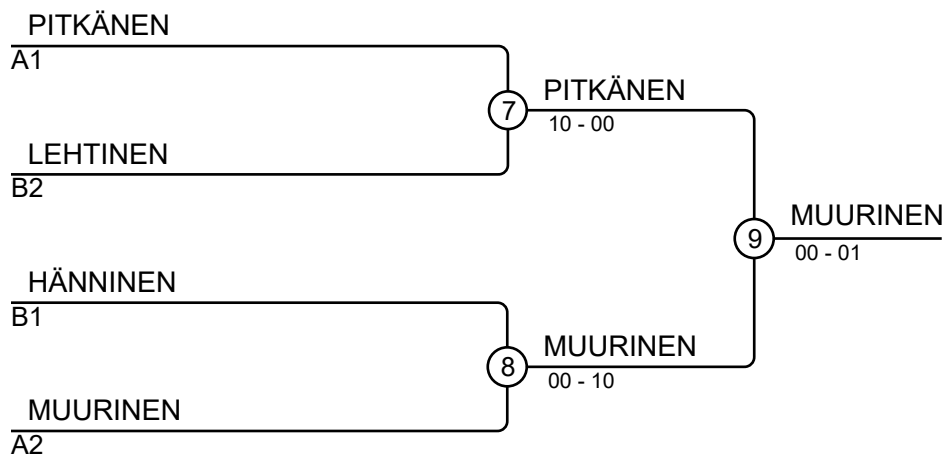 PITKÄNEN
A1
7
PITKÄNEN
10 - 00
LEHTINEN
B2
9
MUURINEN
00 - 01
HÄNNINEN
B1
8
MUURINEN
00 - 10
MUURINEN
A2